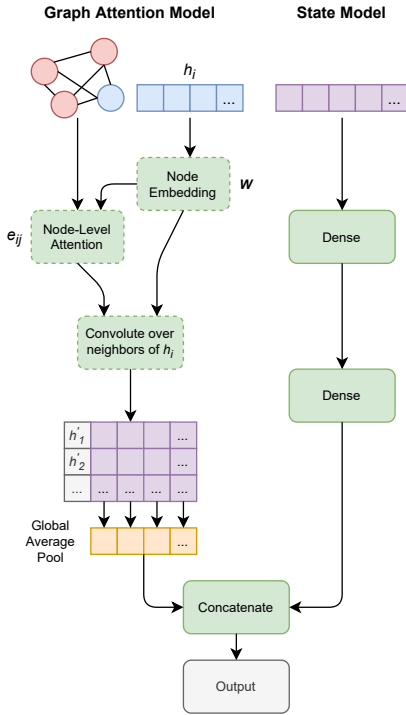 Graph Attention Model
State Model
h_i
...
...
Node
Embedding
W
e_ij
Node-Level
Attention
Dense
Convolute over
neighbors of h_i
Dense
h'_1
...
h'_2
...
...
...
...
...
...
Global
Average
Pool
...
Concatenate
Output